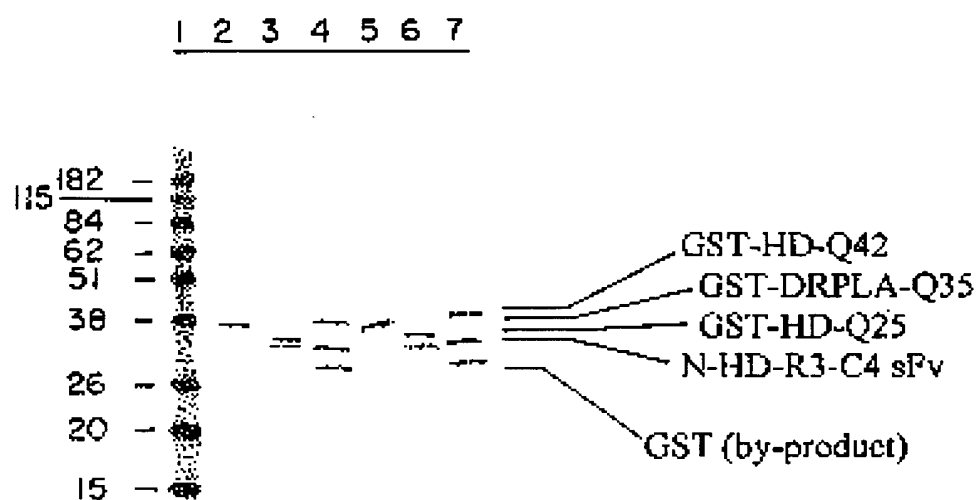 1 2 3 4 5 6 7
182
115
84
62
51
38
26
20
15
GST-HD-Q42
GST-DRPLA-Q35
GST-HD-Q25
N-HD-R3-C4 sFv
GST (by-product)